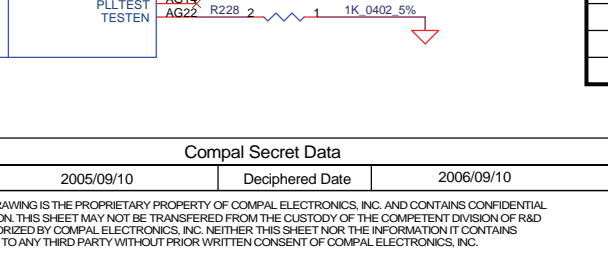 PLLTEST
TESTEN AG22 R228 2 1 1K_0402_5%
Compal Secret Data
2005/09/10 Deciphered Date 2006/09/10
AWING IS THE PROPRIETARY PROPERTY OF COMPAL ELECTRONICS, INC. AND CONTAINS CONFIDENTIAL
ON. THIS SHEET MAY NOT BE TRANSFERED FROM THE CUSTODY OF THE COMPETENT DIVISION OF R&D
ORIZED BY COMPAL ELECTRONICS, INC. NEITHER THIS SHEET NOR THE INFORMATION IT CONTAINS
TO ANY THIRD PARTY WITHOUT PRIOR WRITTEN CONSENT OF COMPAL ELECTRONICS, INC.